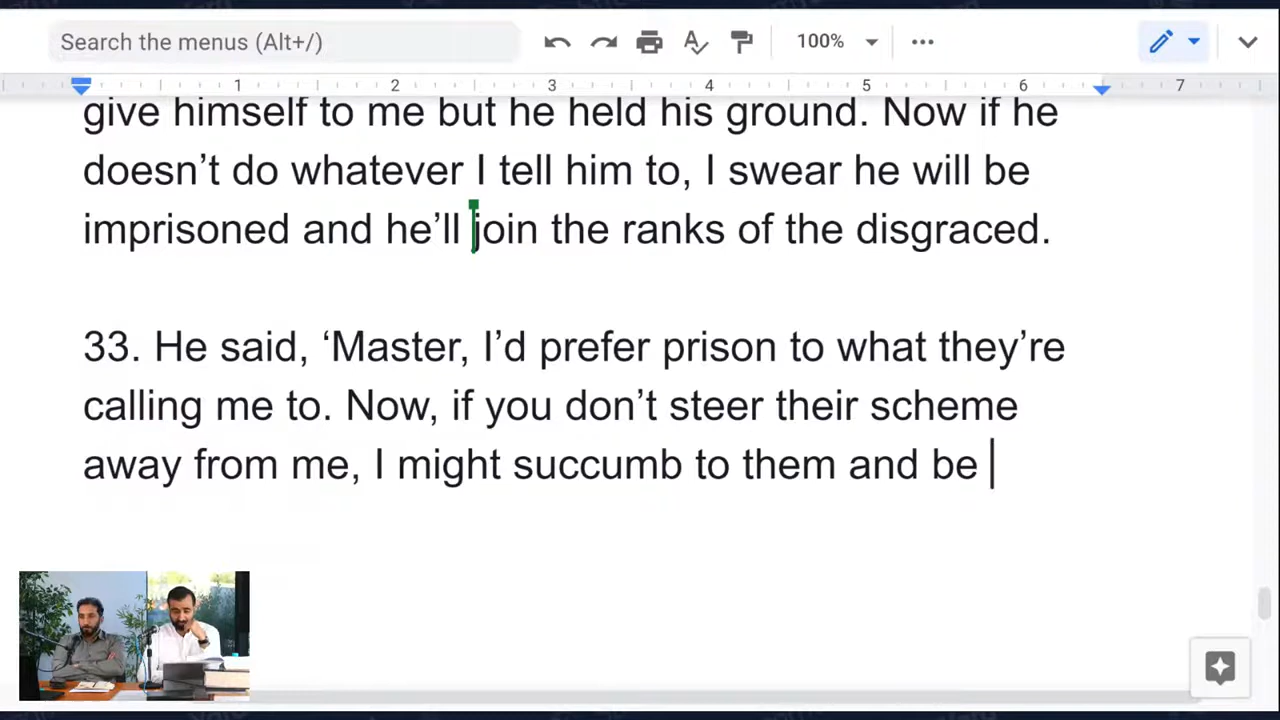 Search the menus (Alt+/)
100%
1 2 3 4 5 6 7
give himself to me but he held his ground. Now if he
doesn’t do whatever I tell him to, I swear he will be
imprisoned and he’ll join the ranks of the disgraced.
33. He said, ‘Master, I’d prefer prison to what they’re
calling me to. Now, if you don’t steer their scheme
away from me, I might succumb to them and be